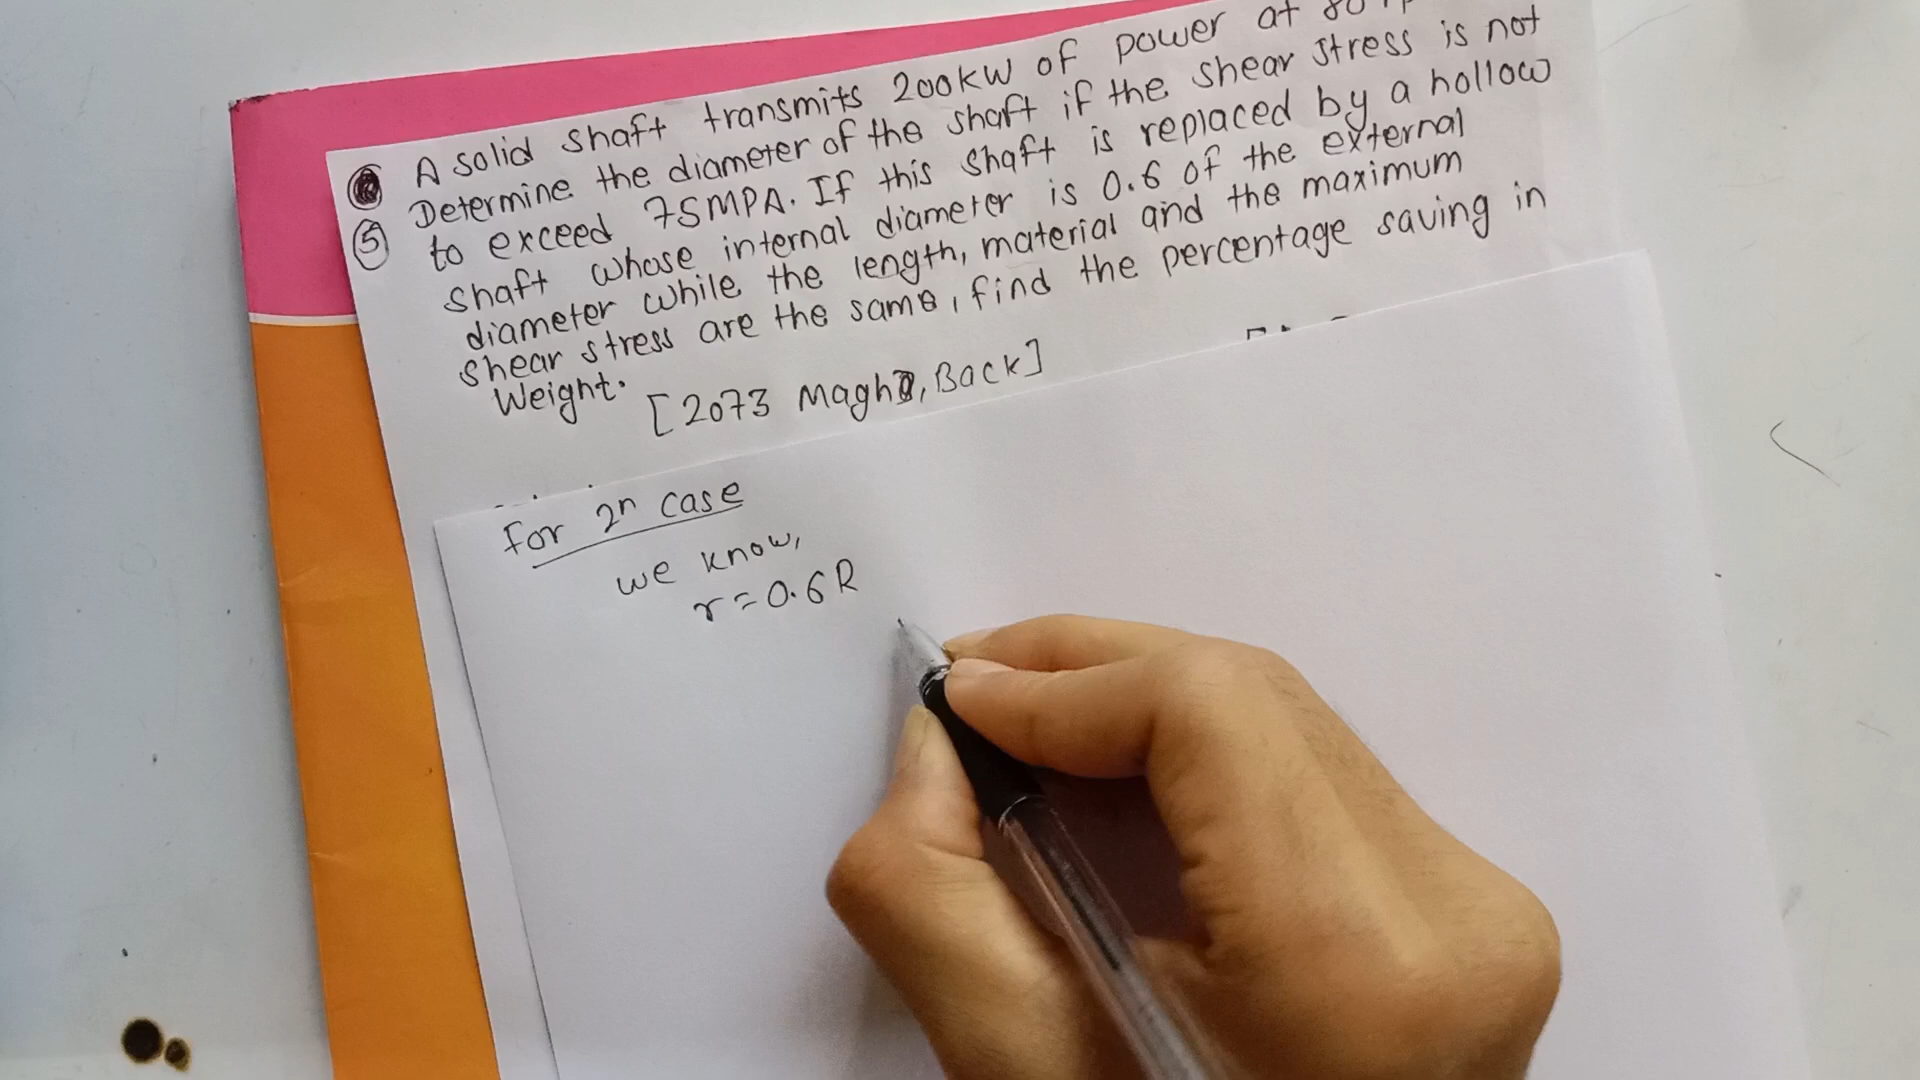 A solid shaft transmits 200kW of power at 80
Determine the diameter of the shaft if the shear stress is not
⑤ to exceed 75MPA. If this shaft is replaced by a hollow
shaft whose internal diameter is 0.6 of the external
diameter while the length, material and the maximum
shear stress are the same, find the percentage saving in
Weight.
[2073 Magh, Back]
For 2n case
we know,
r=0.6R